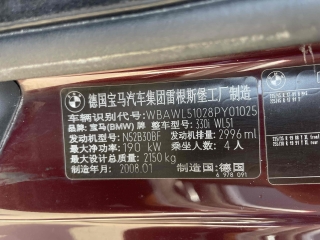 德国宝马汽车集团雷根斯堡工厂制造
车辆识别代号: WBAWL51028PY01025
品牌: 宝马(BMW) 牌 整车型号: 330i WL51
发动机型号: N52B30BF 发动机排量: 2996 ml
最大净功率: 190 kW 乘坐人数: 4 人
最大总质量: 2150 kg
制造年月: 2008.01 制造国: 德国
6 978 091